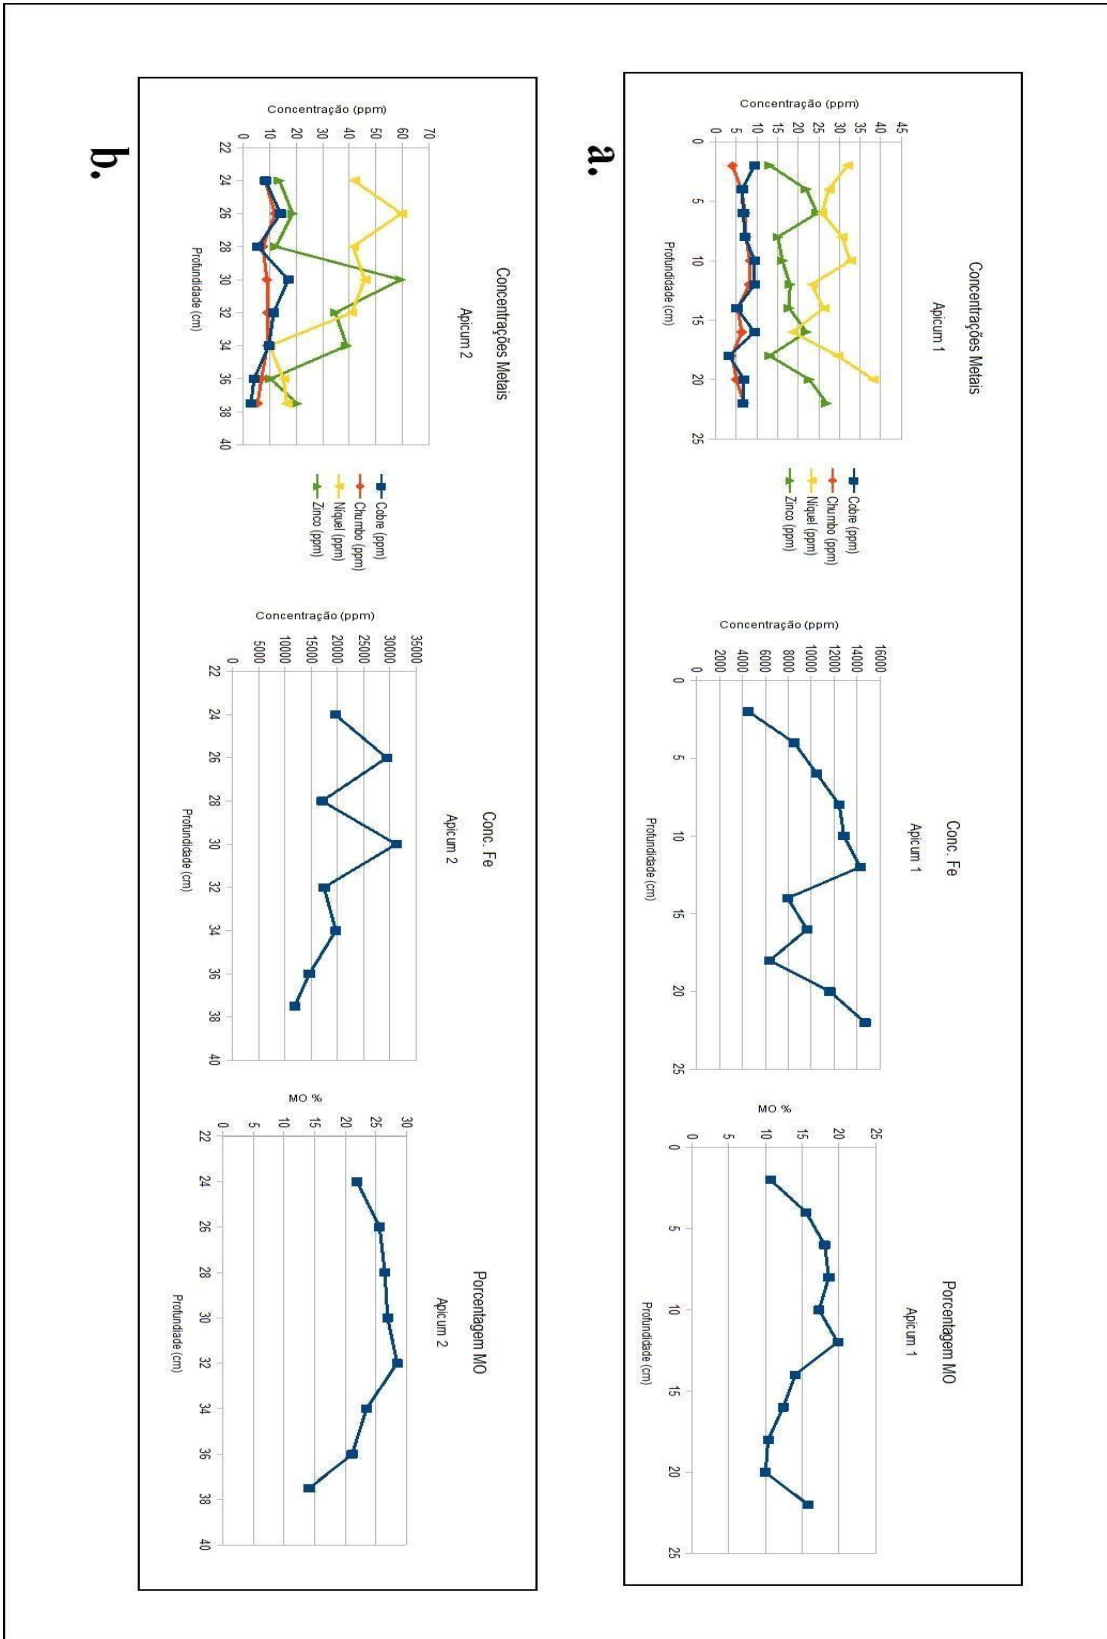 a.
Concentrações Metais
Apicum 1
Concentração (ppm)
45
40
35
30
25
20
15
10
5
0
0 5 10 15 20 25
Profundidade (cm)
Cobre (ppm)
Chumbo (ppm)
Níquel (ppm)
Zinco (ppm)
Conc. Fe
Apicum 1
Concentração (ppm)
16000
14000
12000
10000
8000
6000
4000
2000
0
0 5 10 15 20 25
Profundidade (cm)
Porcentagem MO
Apicum 1
MO %
25
20
15
10
5
0
0 5 10 15 20 25
Profundidade (cm)
b.
Concentrações Metais
Apicum 2
Concentração (ppm)
70
60
50
40
30
20
10
0
22 24 26 28 30 32 34 36 38 40
Profundidade (cm)
Cobre (ppm)
Chumbo (ppm)
Níquel (ppm)
Zinco (ppm)
Conc. Fe
Apicum 2
Concentração (ppm)
35000
30000
25000
20000
15000
10000
5000
0
22 24 26 28 30 32 34 36 38 40
Profundidade (cm)
Porcentagem MO
Apicum 2
MO %
30
25
20
15
10
5
0
22 24 26 28 30 32 34 36 38 40
Profundiade (cm)